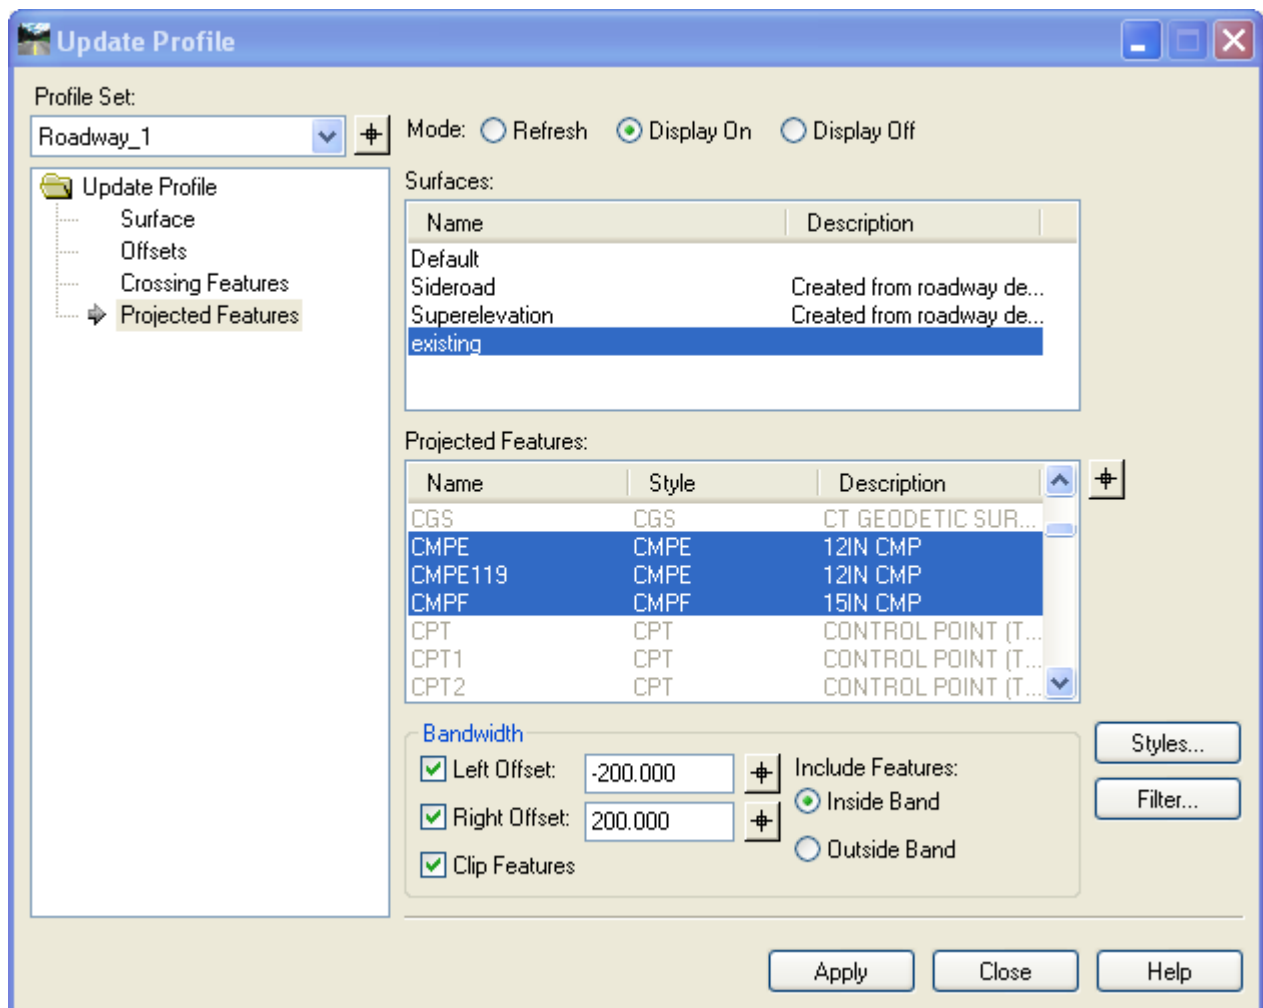 Update Profile
Profile Set:
Roadway_1
Mode: Refresh Display On Display Off
Update Profile
Surface
Offsets
Crossing Features
Projected Features
Surfaces:
Name Description
Default
Sideroad Created from roadway de...
Superelevation Created from roadway de...
existing
Projected Features:
Name Style Description
CGS CGS CT GEODETIC SUR...
CMPE CMPE 12IN CMP
CMPE119 CMPE 12IN CMP
CMPF CMPF 15IN CMP
CPT CPT CONTROL POINT (T...
CPT1 CPT CONTROL POINT (T...
CPT2 CPT CONTROL POINT (T...
Bandwidth
Left Offset: -200.000
Right Offset: 200.000
Clip Features
Include Features:
Inside Band
Outside Band
Styles...
Filter...
Apply Close Help